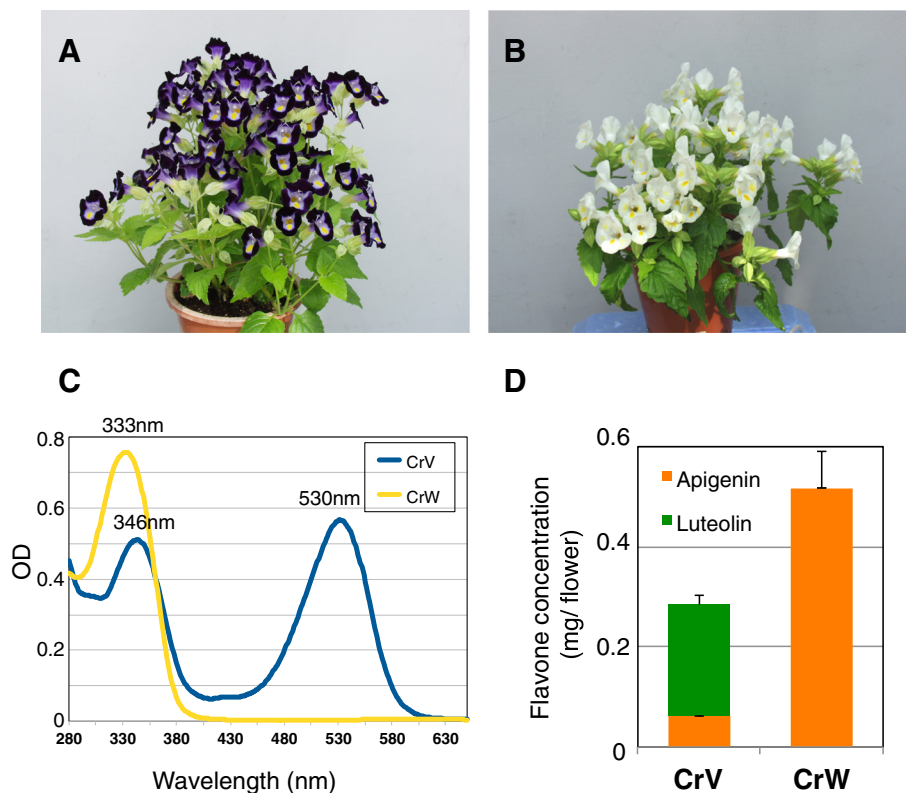 A
B
C
D
333nm
346nm
530nm
CrV
CrW
0.8
0.6
0.4
0.2
0
OD
280 330 380 430 480 530 580 630
Wavelength (nm)
0.6
0.4
0.2
0
Flavone concentration
(mg/ flower)
Apigenin
Luteolin
CrV CrW